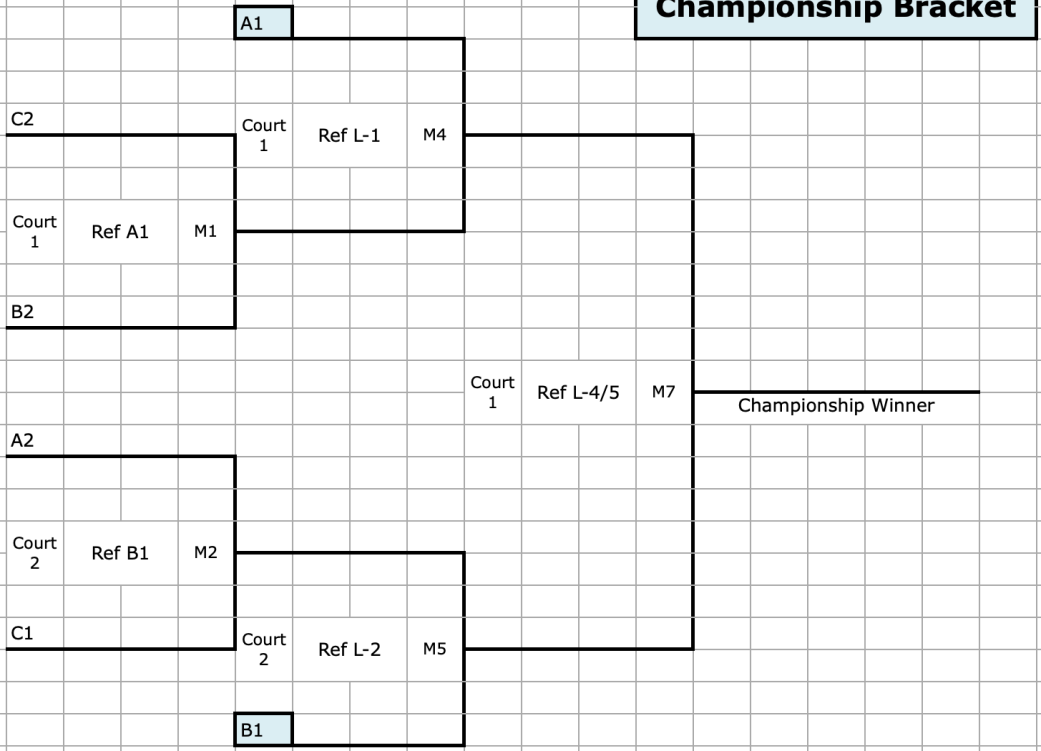 Championship Bracket
A1
C2
Court
1
Ref L-1
M4
Court
1
Ref A1
M1
B2
Court
1
Ref L-4/5
M7
Championship Winner
A2
Court
2
Ref B1
M2
C1
Court
2
Ref L-2
M5
B1